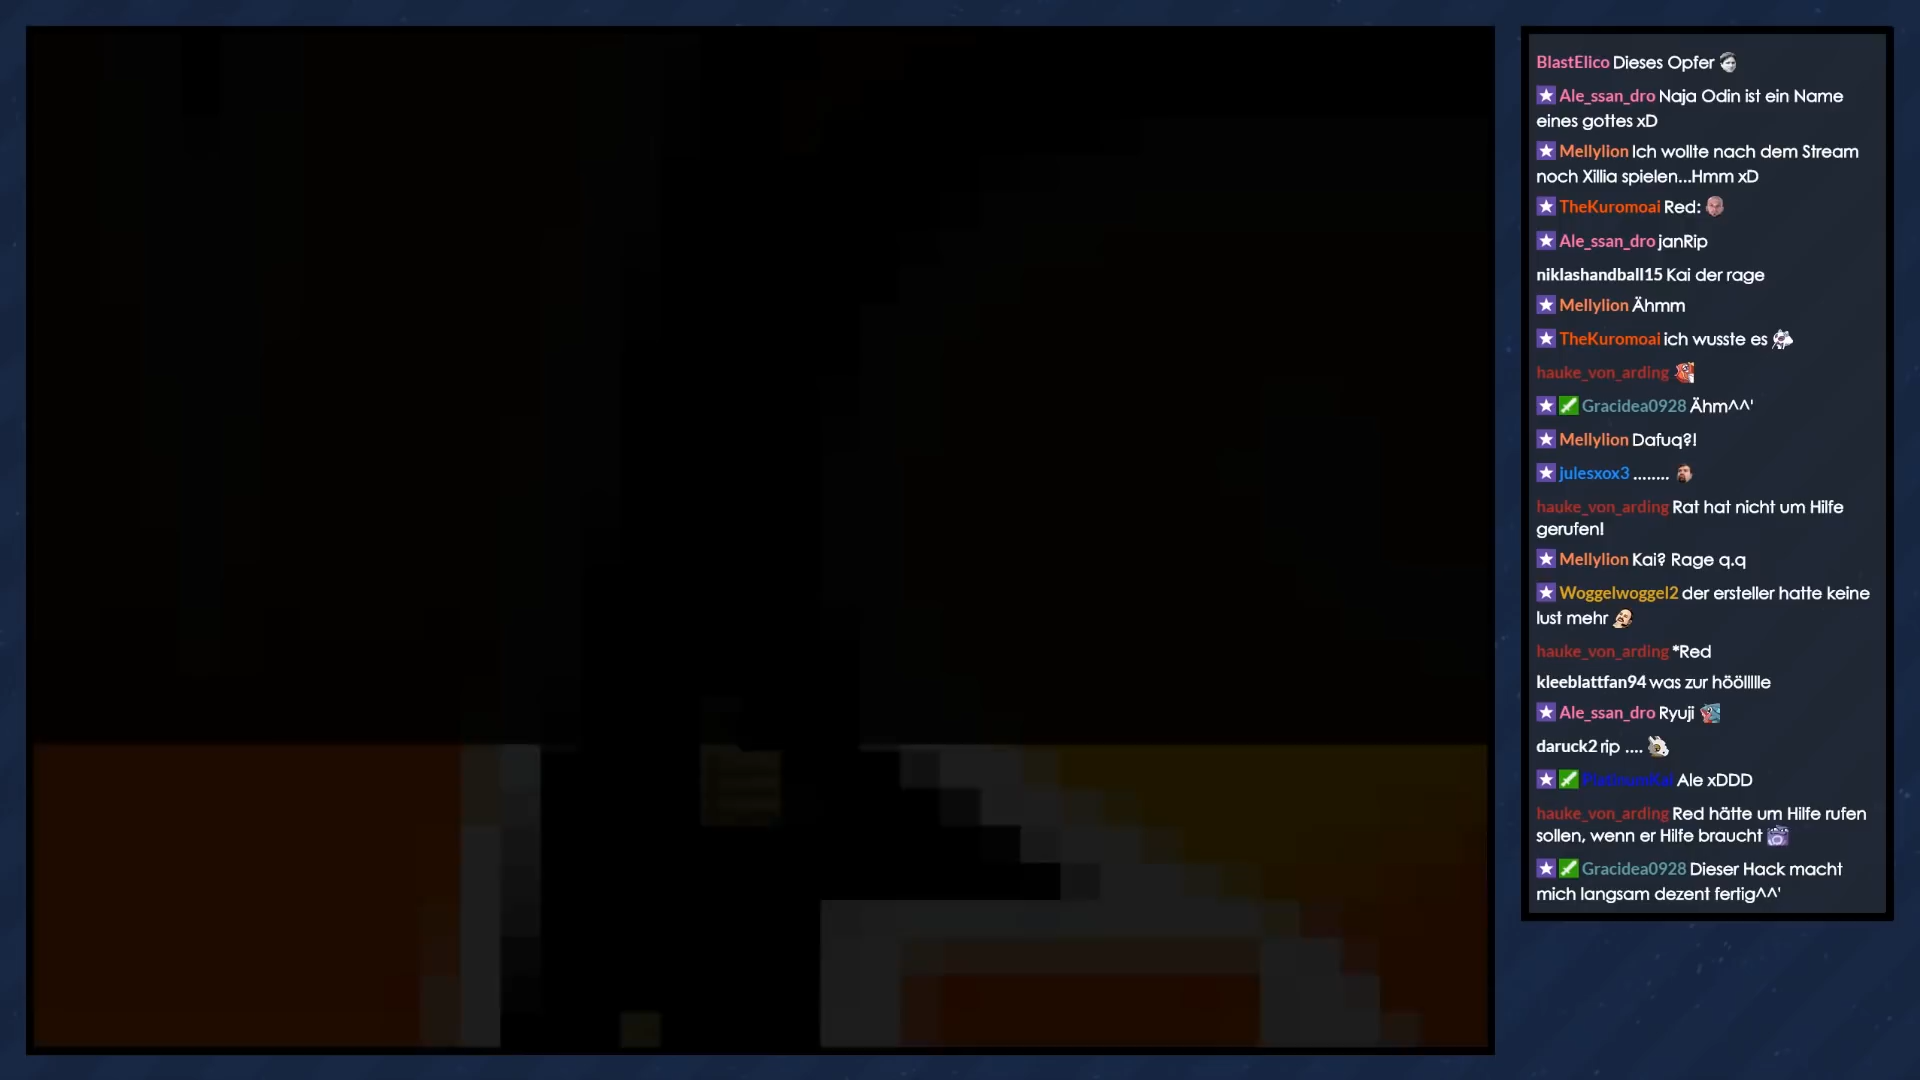 BlastElico Dieses Opfer
Ale_ssan_dro Naja Odin ist ein Name
eines gottes xD
Mellylion Ich wollte nach dem Stream
noch Xillia spielen...Hmm xD
TheKuromoai Red:
Ale_ssan_dro janRip
niklashandball15 Kai der rage
Mellylion Ähmm
TheKuromoai ich wusste es
hauke_von_arding
Gracidea0928 Ähm^^'
Mellylion Dafuq?!
julesxox3 ........
hauke_von_arding Rat hat nicht um Hilfe
gerufen!
Mellylion Kai? Rage q.q
Woggelwoggel2 der ersteller hatte keine
lust mehr
hauke_von_arding *Red
kleeblattfan94 was zur höölllllle
Ale_ssan_dro Ryuji
daruck2 rip ....
PlatinumKai Ale xDDD
hauke_von_arding Red hätte um Hilfe rufen
sollen, wenn er Hilfe braucht
Gracidea0928 Dieser Hack macht
mich langsam dezent fertig^^'